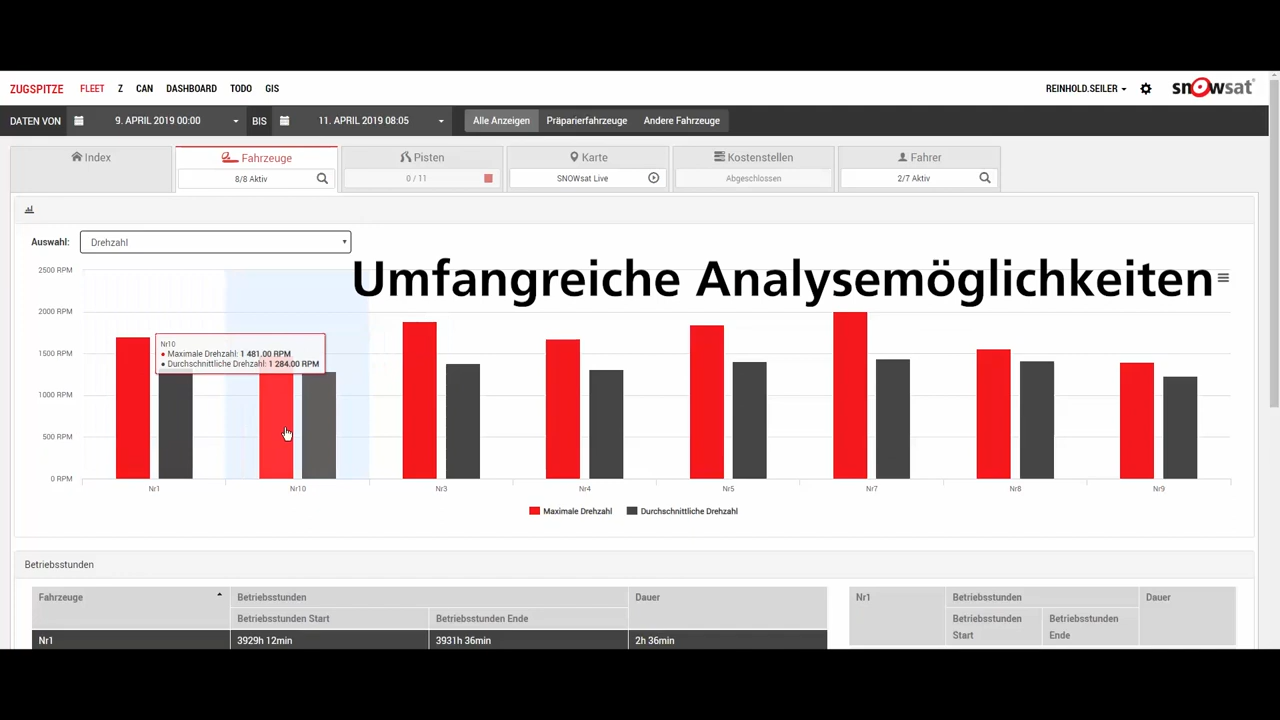 ZUGSPITZE FLEET Z CAN DASHBOARD TODO GIS REINHOLD.SEILER snowsat
DATEN VON 9. APRIL 2019 00:00 BIS 11. APRIL 2019 08:05 Alle Anzeigen Präparierfahrzeuge Andere Fahrzeuge
Index Fahrzeuge Pisten Karte Kostenstellen Fahrer
8/8 Aktiv 0 / 11 SNOWsat Live Abgeschlossen 2/7 Aktiv
Auswahl: Drehzahl
Umfangreiche Analysemöglichkeiten
2500 RPM
2000 RPM
1500 RPM
1000 RPM
500 RPM
0 RPM
Nr10
Maximale Drehzahl: 1 481.00 RPM
Durchschnittliche Drehzahl: 1 284.00 RPM
Nr1 Nr10 Nr3 Nr4 Nr5 Nr7 Nr8 Nr9
Maximale Drehzahl Durchschnittliche Drehzahl
Betriebsstunden
Fahrzeuge Betriebsstunden Dauer
Betriebsstunden Start Betriebsstunden Ende
Nr1 3929h 12min 3931h 36min 2h 36min
Nr1 Betriebsstunden Dauer
Betriebsstunden Start Betriebsstunden Ende